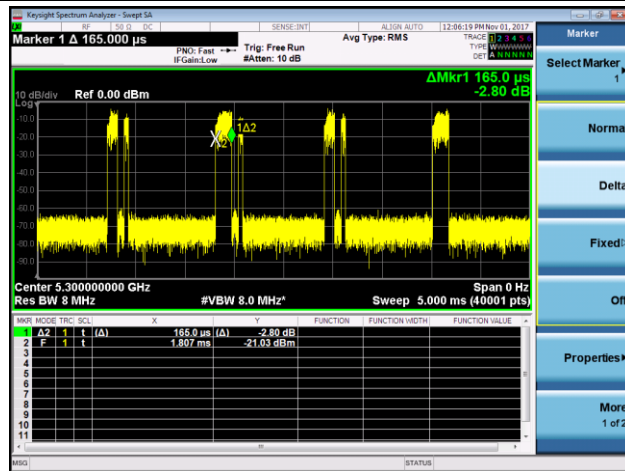 Keysight Spectrum Analyzer - Swept SA
RF 50 Ω DC SENSE:INT ALIGN AUTO 12:06:19 PM Nov 01, 2017
Marker 1 Δ 165.000 µs
PNO: Fast
IFGain:Low
Trig: Free Run
#Atten: 10 dB
Avg Type: RMS
TRACE 1 2 3 4 5 6
TYPE WWWWWW
DET A N N N N N
ΔMkr1 165.0 µs
-2.80 dB
10 dB/div Ref 0.00 dBm
Log
-10.0
-20.0
-30.0
-40.0
-50.0
-60.0
-70.0
-80.0
-90.0
X2
1Δ2
Center 5.300000000 GHz Span 0 Hz
Res BW 8 MHz #VBW 8.0 MHz* Sweep 5.000 ms (40001 pts)
MKR MODE TRC SCL X Y FUNCTION FUNCTION WIDTH FUNCTION VALUE
1 Δ2 1 t (Δ) 165.0 µs (Δ) -2.80 dB
2 F 1 t 1.807 ms -21.03 dBm
3
4
5
6
7
8
9
10
11
MSG STATUS
Marker
Select Marker
1
Norma
Delta
Fixed
Off
Properties
More
1 of 2